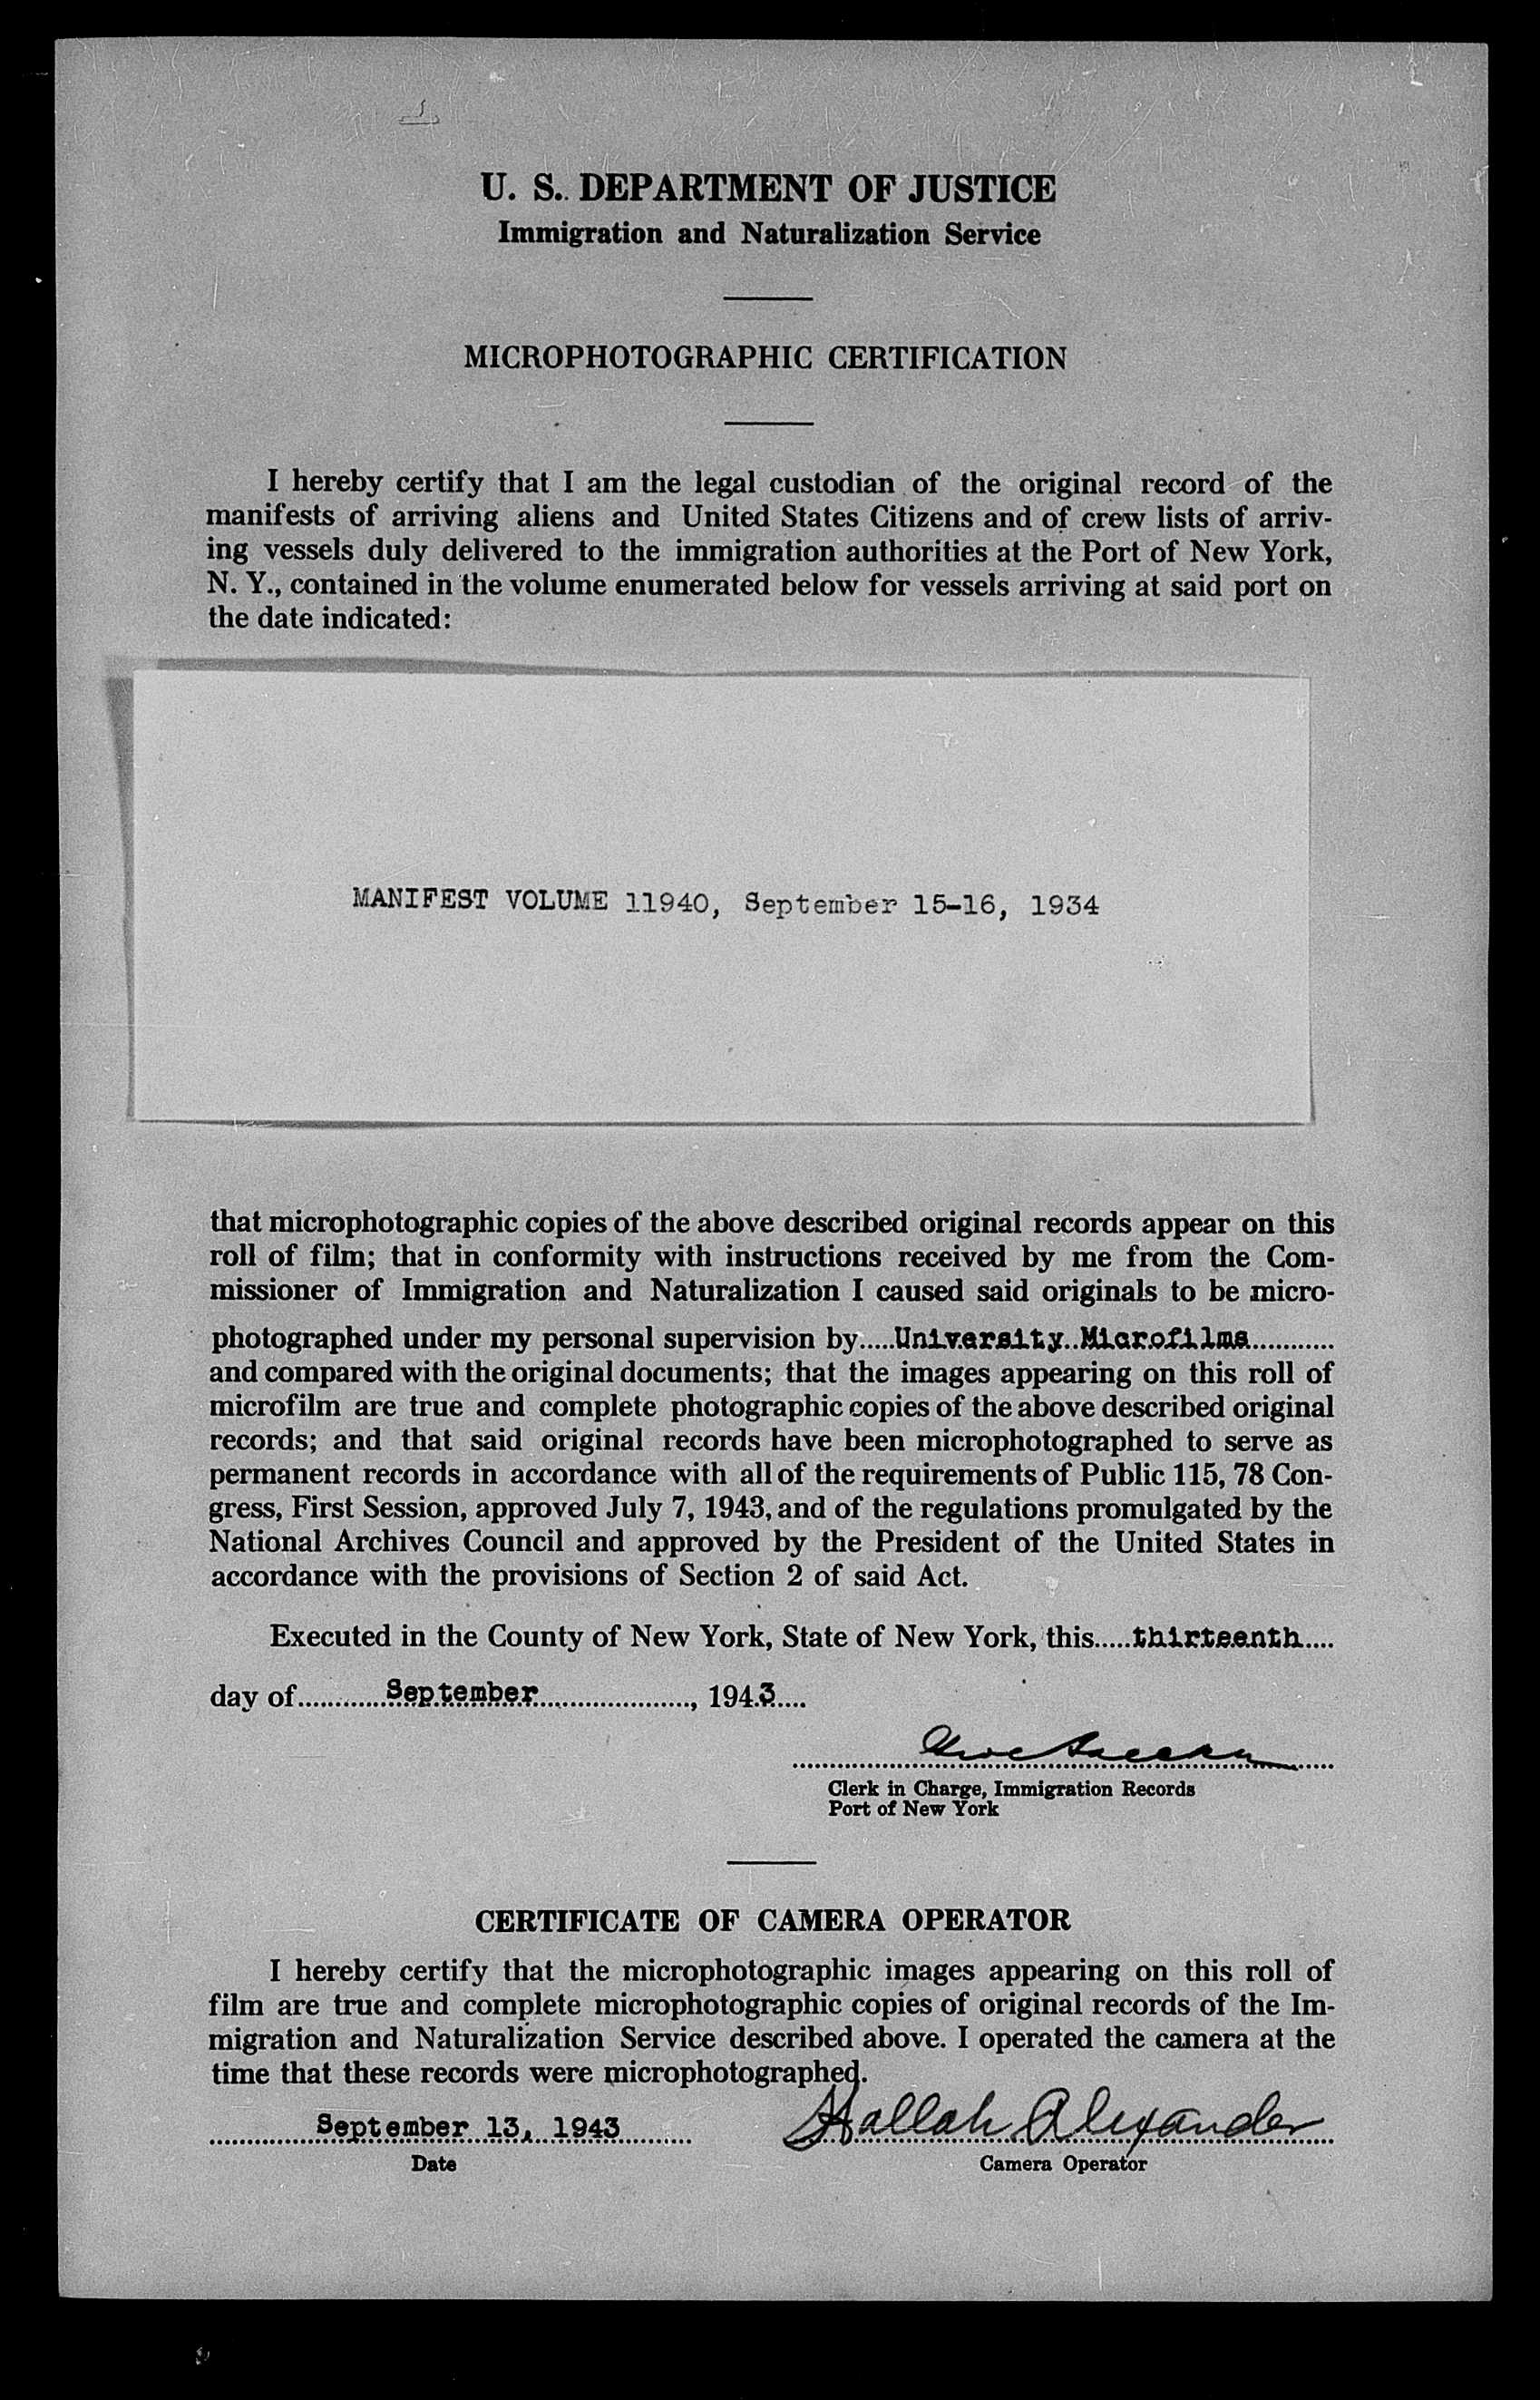 U. S. DEPARTMENT OF JUSTICE
Immigration and Naturalization Service
MICROPHOTOGRAPHIC CERTIFICATION
I hereby certify that I am the legal custodian of the original record of the
manifests of arriving aliens and United States Citizens and of crew lists of arriv-
ing vessels duly delivered to the immigration authorities at the Port of New York,
N. Y., contained in the volume enumerated below for vessels arriving at said port on
the date indicated:
MANIFEST VOLUME 11940, September 15-16, 1934
that microphotographic copies of the above described original records appear on this
roll of film; that in conformity with instructions received by me from the Com-
missioner of Immigration and Naturalization I caused said originals to be micro-
photographed under my personal supervision by.....University Microfilms...........
and compared with the original documents; that the images appearing on this roll of
microfilm are true and complete photographic copies of the above described original
records; and that said original records have been microphotographed to serve as
permanent records in accordance with all of the requirements of Public 115, 78 Con-
gress, First Session, approved July 7, 1943, and of the regulations promulgated by the
National Archives Council and approved by the President of the United States in
accordance with the provisions of Section 2 of said Act.
Executed in the County of New York, State of New York, this.....thirteenth....
day of............September...................., 1943....
Clerk in Charge, Immigration Records
Port of New York
CERTIFICATE OF CAMERA OPERATOR
I hereby certify that the microphotographic images appearing on this roll of
film are true and complete microphotographic copies of original records of the Im-
migration and Naturalization Service described above. I operated the camera at the
time that these records were microphotographed.
September 13, 1943 Hallah Alexander
Date Camera Operator